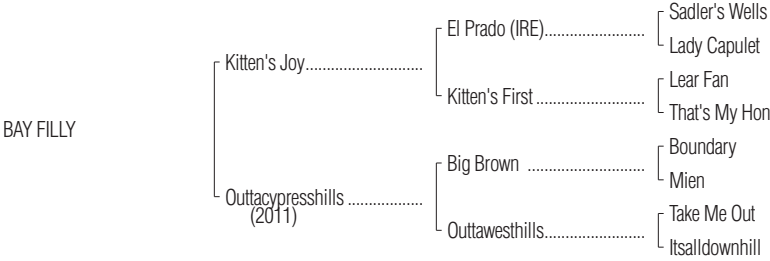 Sadler's Wells
El Prado (IRE)........................
Lady Capulet
Kitten's Joy............................
Lear Fan
Kitten's First ..........................
That's My Hon
BAY FILLY
Boundary
Big Brown ............................
Mien
Outtacypresshills ..................
(2011)
Take Me Out
Outtawesthills........................
Itsalldownhill